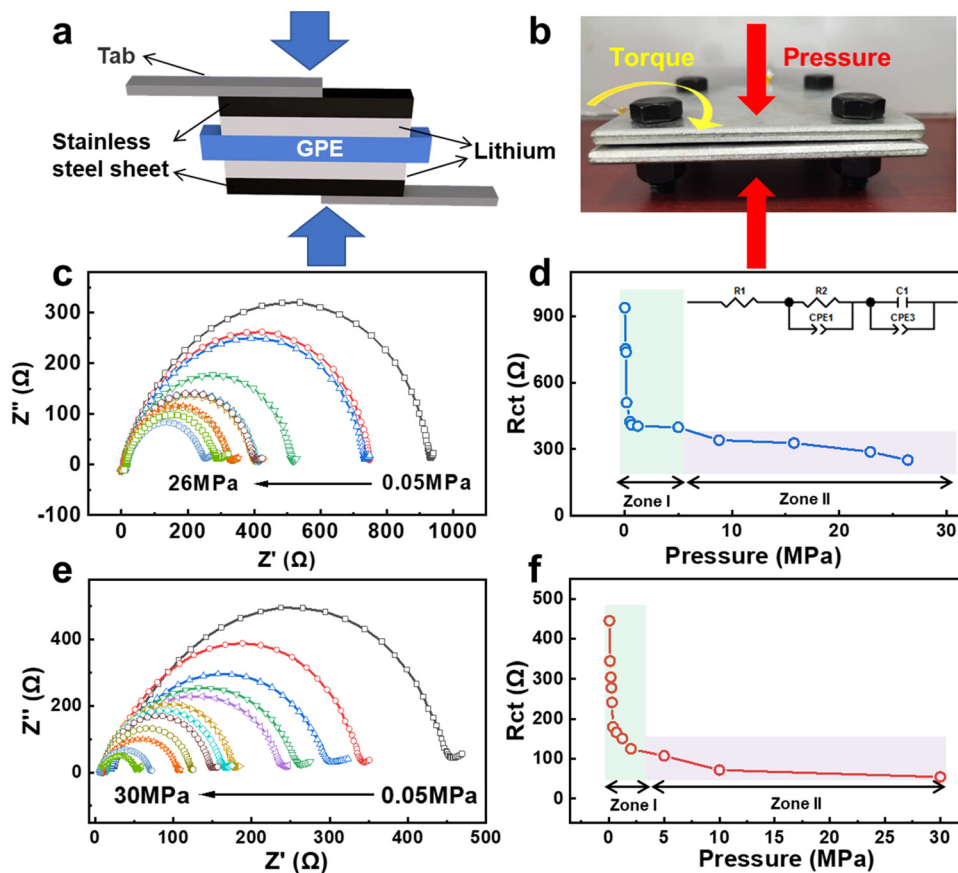 a
Tab
Stainless
steel sheet
GPE
Lithium
b
Torque
Pressure
c
Z'' (Ω)
300
200
100
0
-100
26MPa
0.05MPa
0 200 400 600 800 1000
Z' (Ω)
d
Rct (Ω)
900
600
300
0
R1
R2
CPE1
C1
CPE3
Zone I
Zone II
0 10 20 30
Pressure (MPa)
e
Z'' (Ω)
400
200
0
-200
30MPa
0.05MPa
0 100 200 300 400 500
Z' (Ω)
f
Rct (Ω)
500
400
300
200
100
0
Zone I
Zone II
0 5 10 15 20 25 30
Pressure (MPa)